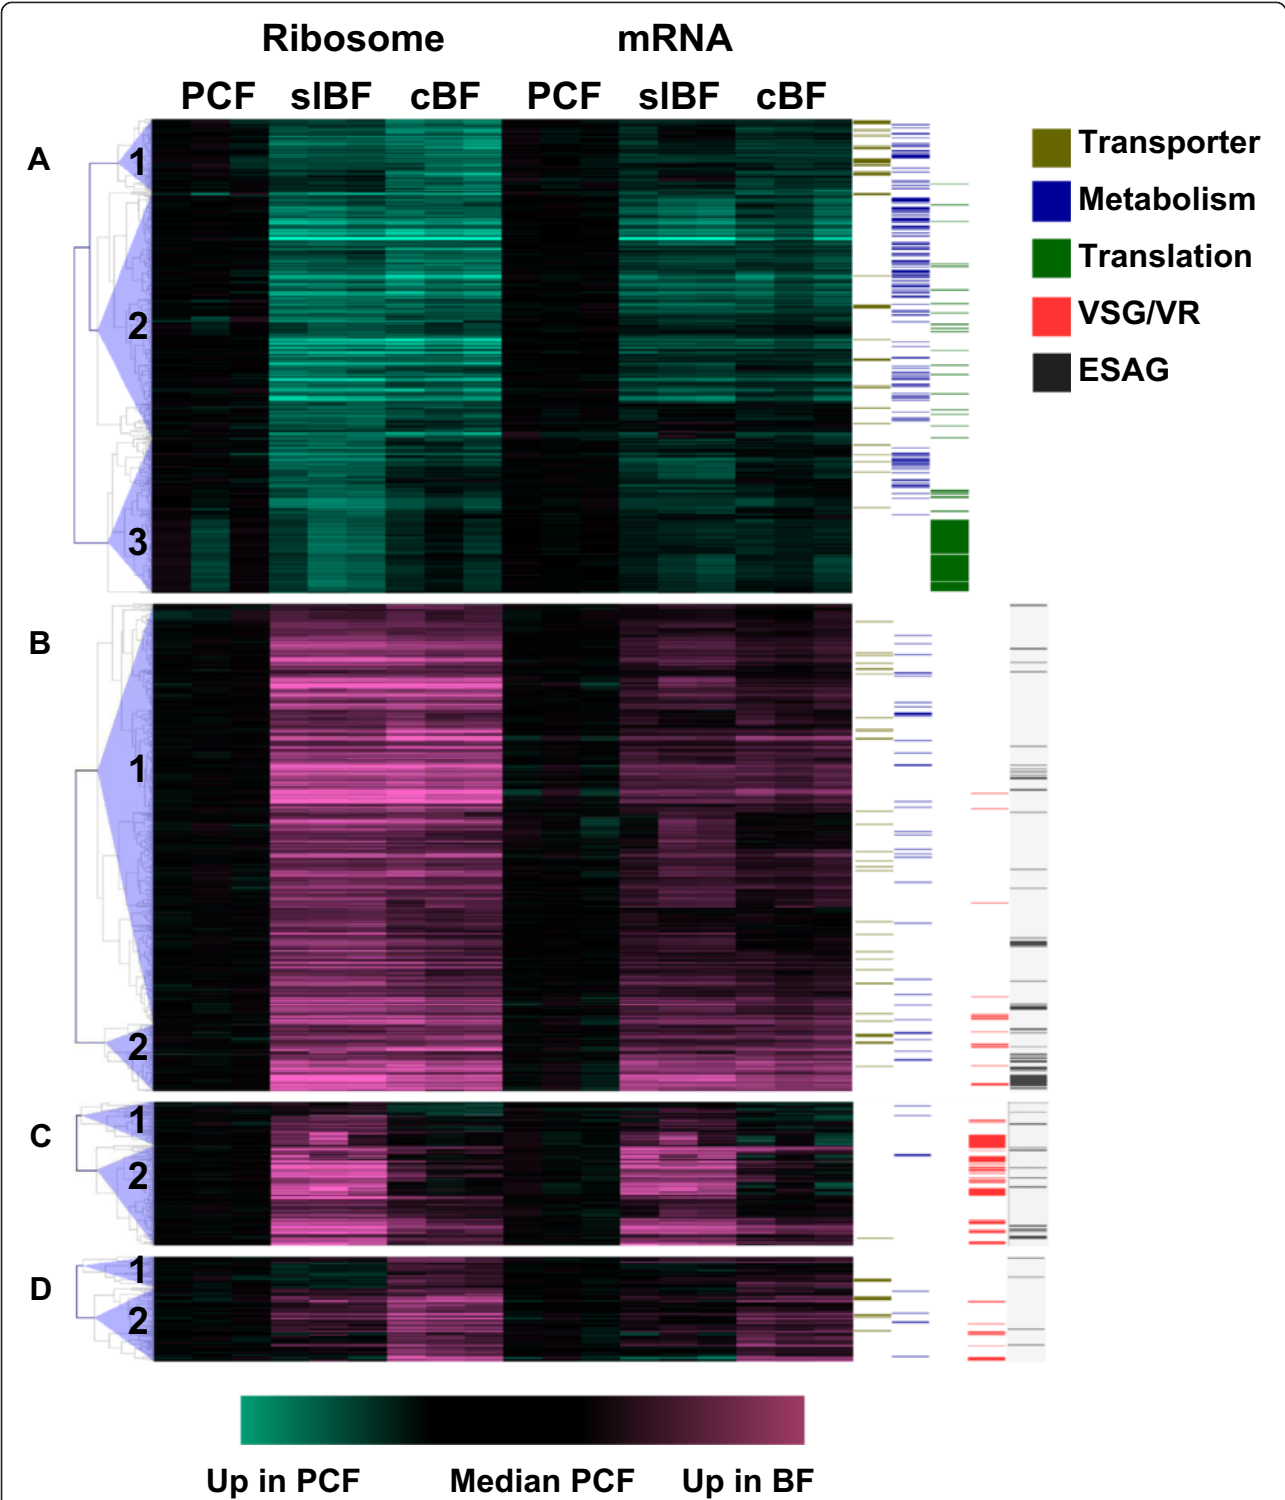 Ribosome mRNA
PCF slBF cBF PCF slBF cBF
A
1
2
3
Transporter
Metabolism
Translation
VSG/VR
ESAG
B
1
2
C
1
2
D
1
2
Up in PCF Median PCF Up in BF